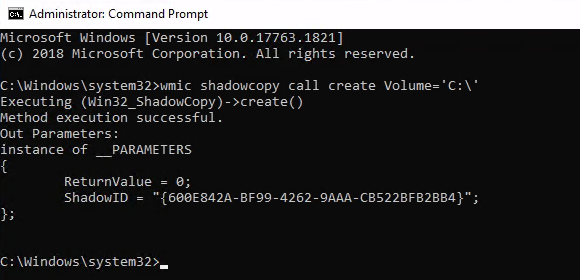 Administrator: Command Prompt
Microsoft Windows [Version 10.0.17763.1821]
(c) 2018 Microsoft Corporation. All rights reserved.
C:\Windows\system32>wmic shadowcopy call create Volume='C:\'
Executing (Win32_ShadowCopy)->create()
Method execution successful.
Out Parameters:
instance of __PARAMETERS
{
ReturnValue = 0;
ShadowID = "{600E842A-BF99-4262-9AAA-CB522BFB2BB4}";
};
C:\Windows\system32>